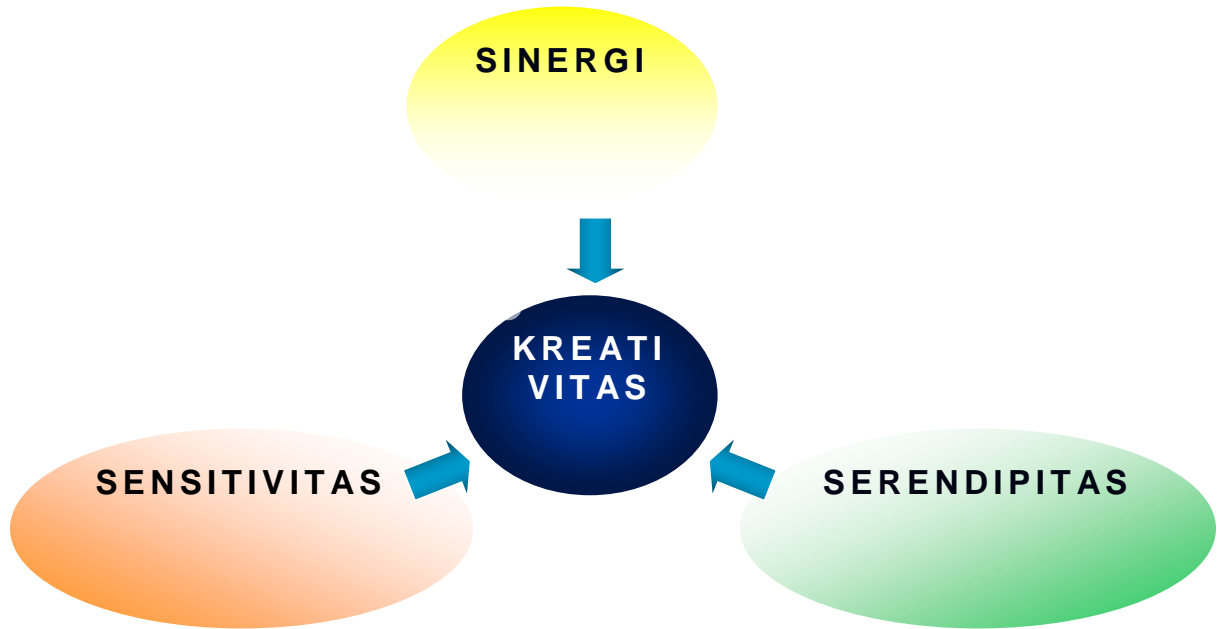 SINERGI
KREATI
VITAS
SENSITIVITAS
SERENDIPITAS